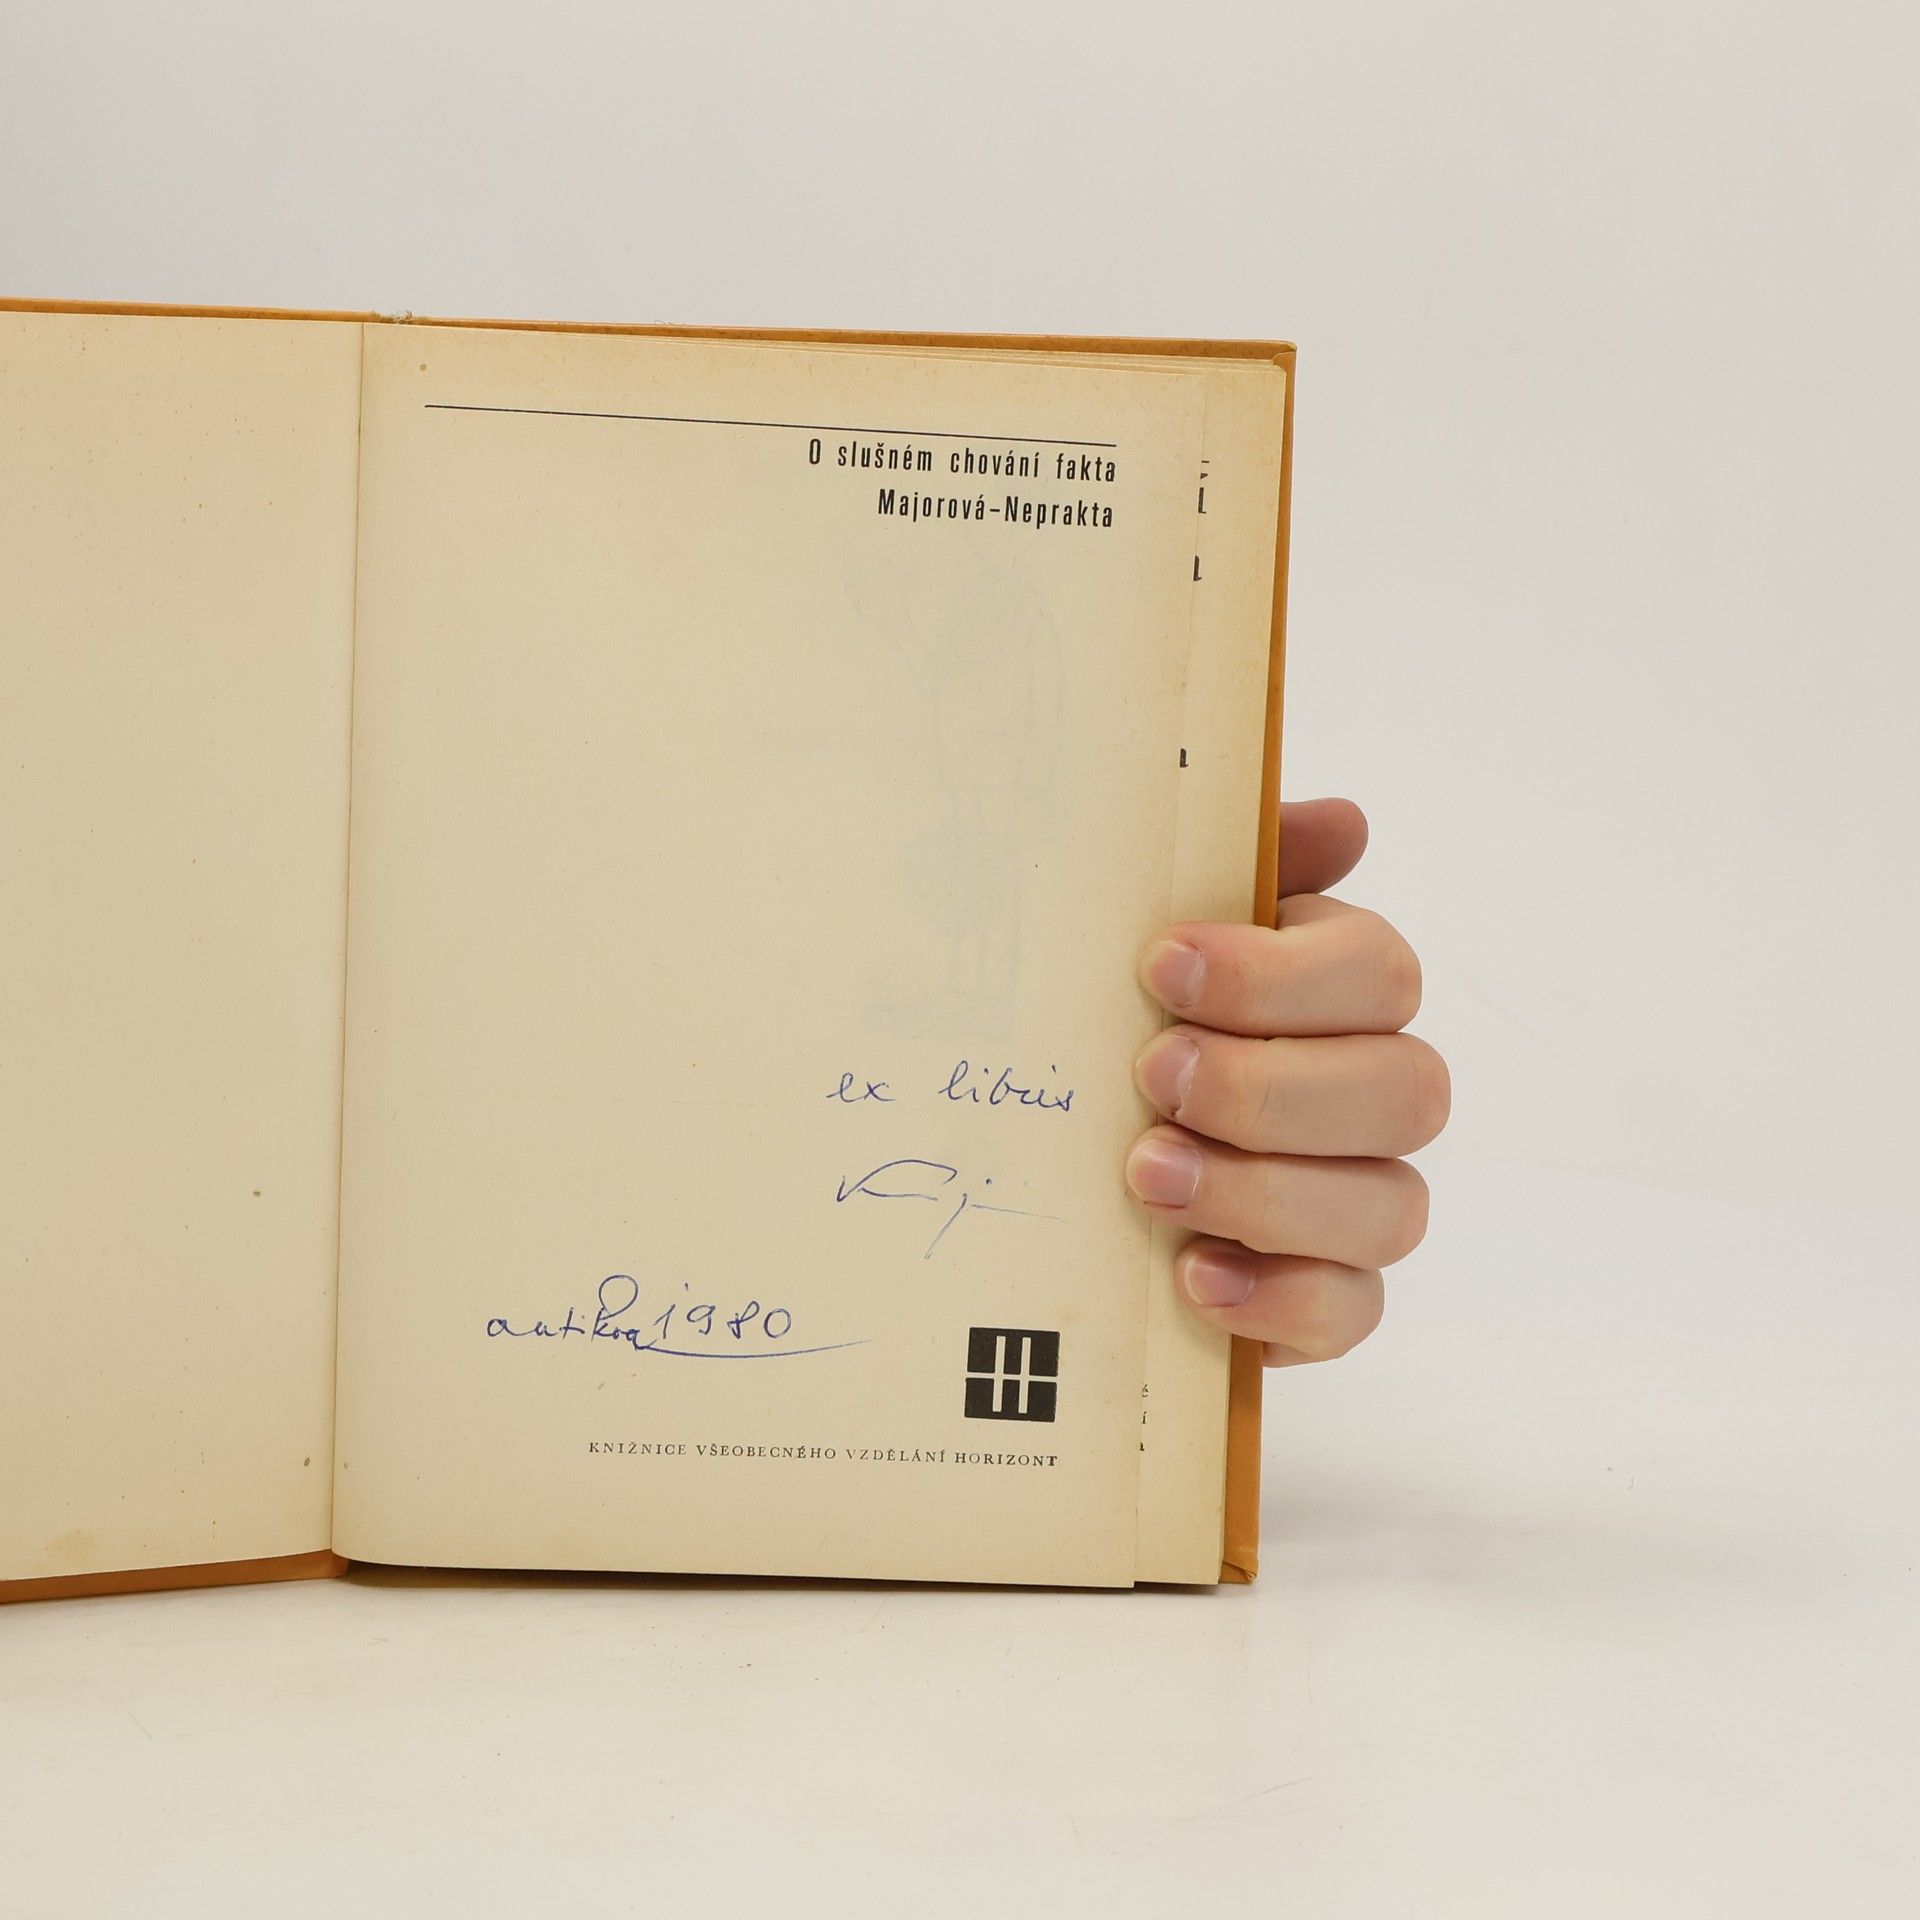 O slušném chování fakta
Majorová-Neprakta
ex libris
1980
KNIŽNICE VŠEOBECNÉHO VZDĚLÁNÍ HORIZONT